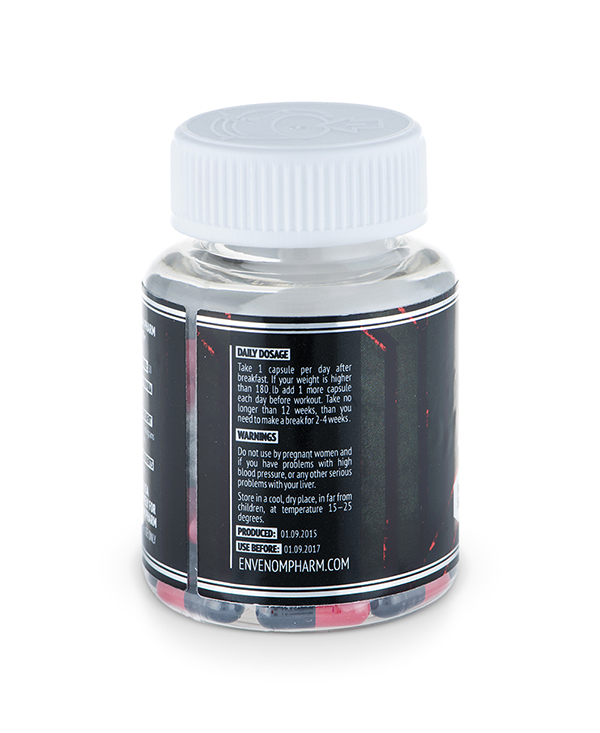 PHARM
FOR
PHARM
ONLY
DAILY DOSAGE
Take 1 capsule per day after
breakfast. If your weight is higher
than 180 lb add 1 more capsule
each day before workout. Take no
longer than 12 weeks, than you
need to make a break for 2-4 weeks.
WARNINGS
Do not use by pregnant women and
if you have problems with high
blood pressure, or any other serious
problems with your liver.
Store in a cool, dry place, in far from
children, at temperature 15–25
degrees.
PRODUCED: 01.09.2015
USE BEFORE: 01.09.2017
ENVENOMPHARM.COM